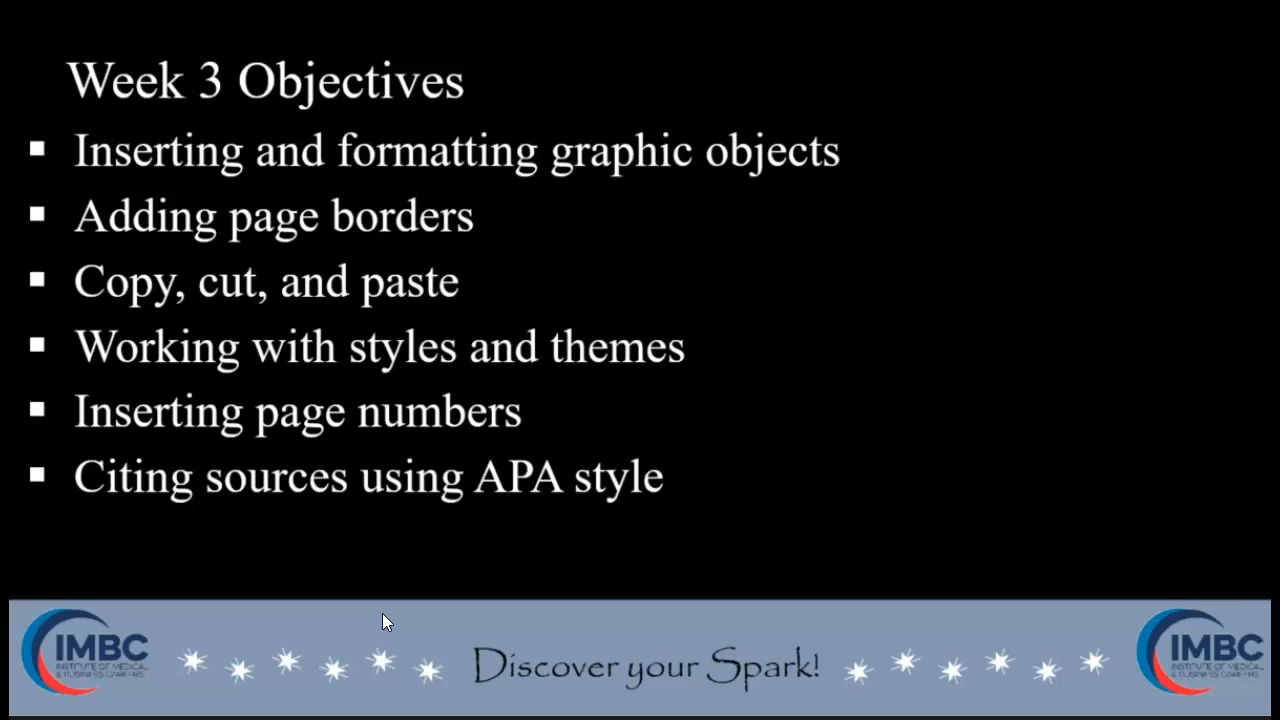 Week 3 Objectives
Inserting and formatting graphic objects
Adding page borders
Copy, cut, and paste
Working with styles and themes
Inserting page numbers
Citing sources using APA style
IMBC
INSTITUTE OF MEDICAL
& BUSINESS CAREERS
Discover your Spark!
IMBC
INSTITUTE OF MEDICAL
& BUSINESS CAREERS